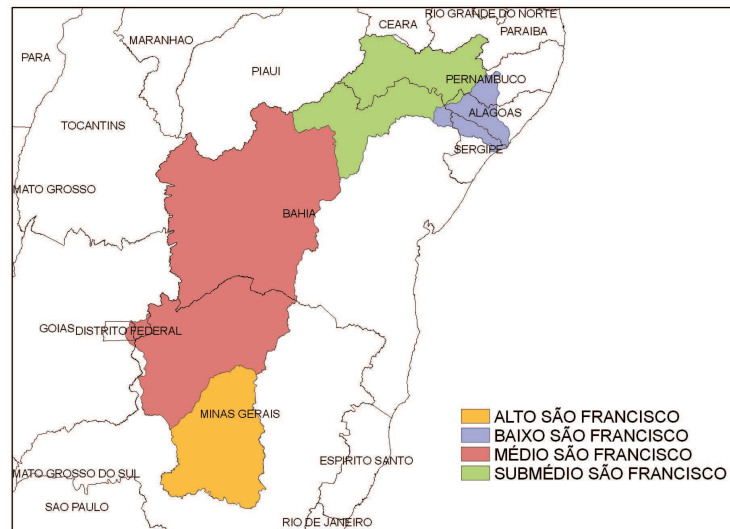 RIO GRANDE DO NORTE
CEARA
PARAIBA
MARANHAO
PARA
PIAUI
PERNAMBUCO
ALAGOAS
TOCANTINS
SERGIPE
MATO GROSSO
BAHIA
GOIAS
DISTRITO FEDERAL
MINAS GERAIS
ALTO SÃO FRANCISCO
BAIXO SÃO FRANCISCO
MÉDIO SÃO FRANCISCO
SUBMÉDIO SÃO FRANCISCO
ESPIRITO SANTO
MATO GROSSO DO SUL
SAO PAULO
RIO DE JANEIRO